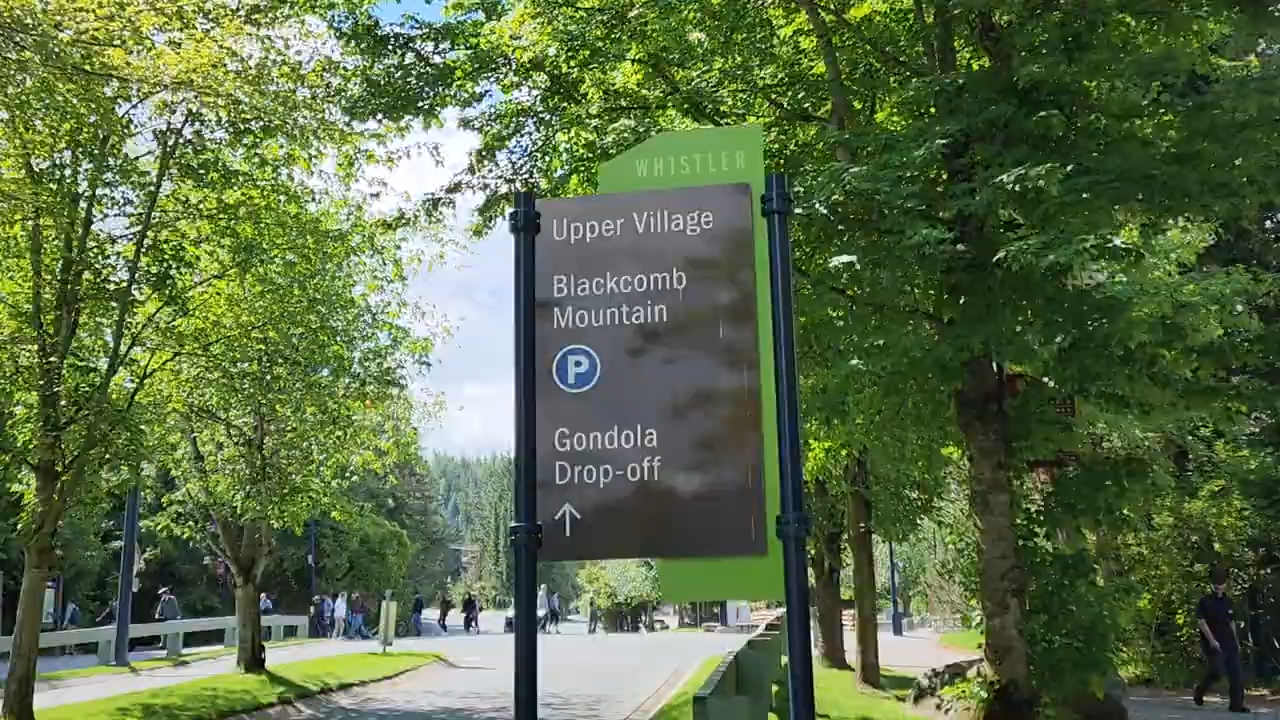 WHISTLER
Upper Village
Blackcomb
Mountain
P
Gondola
Drop-off
↑